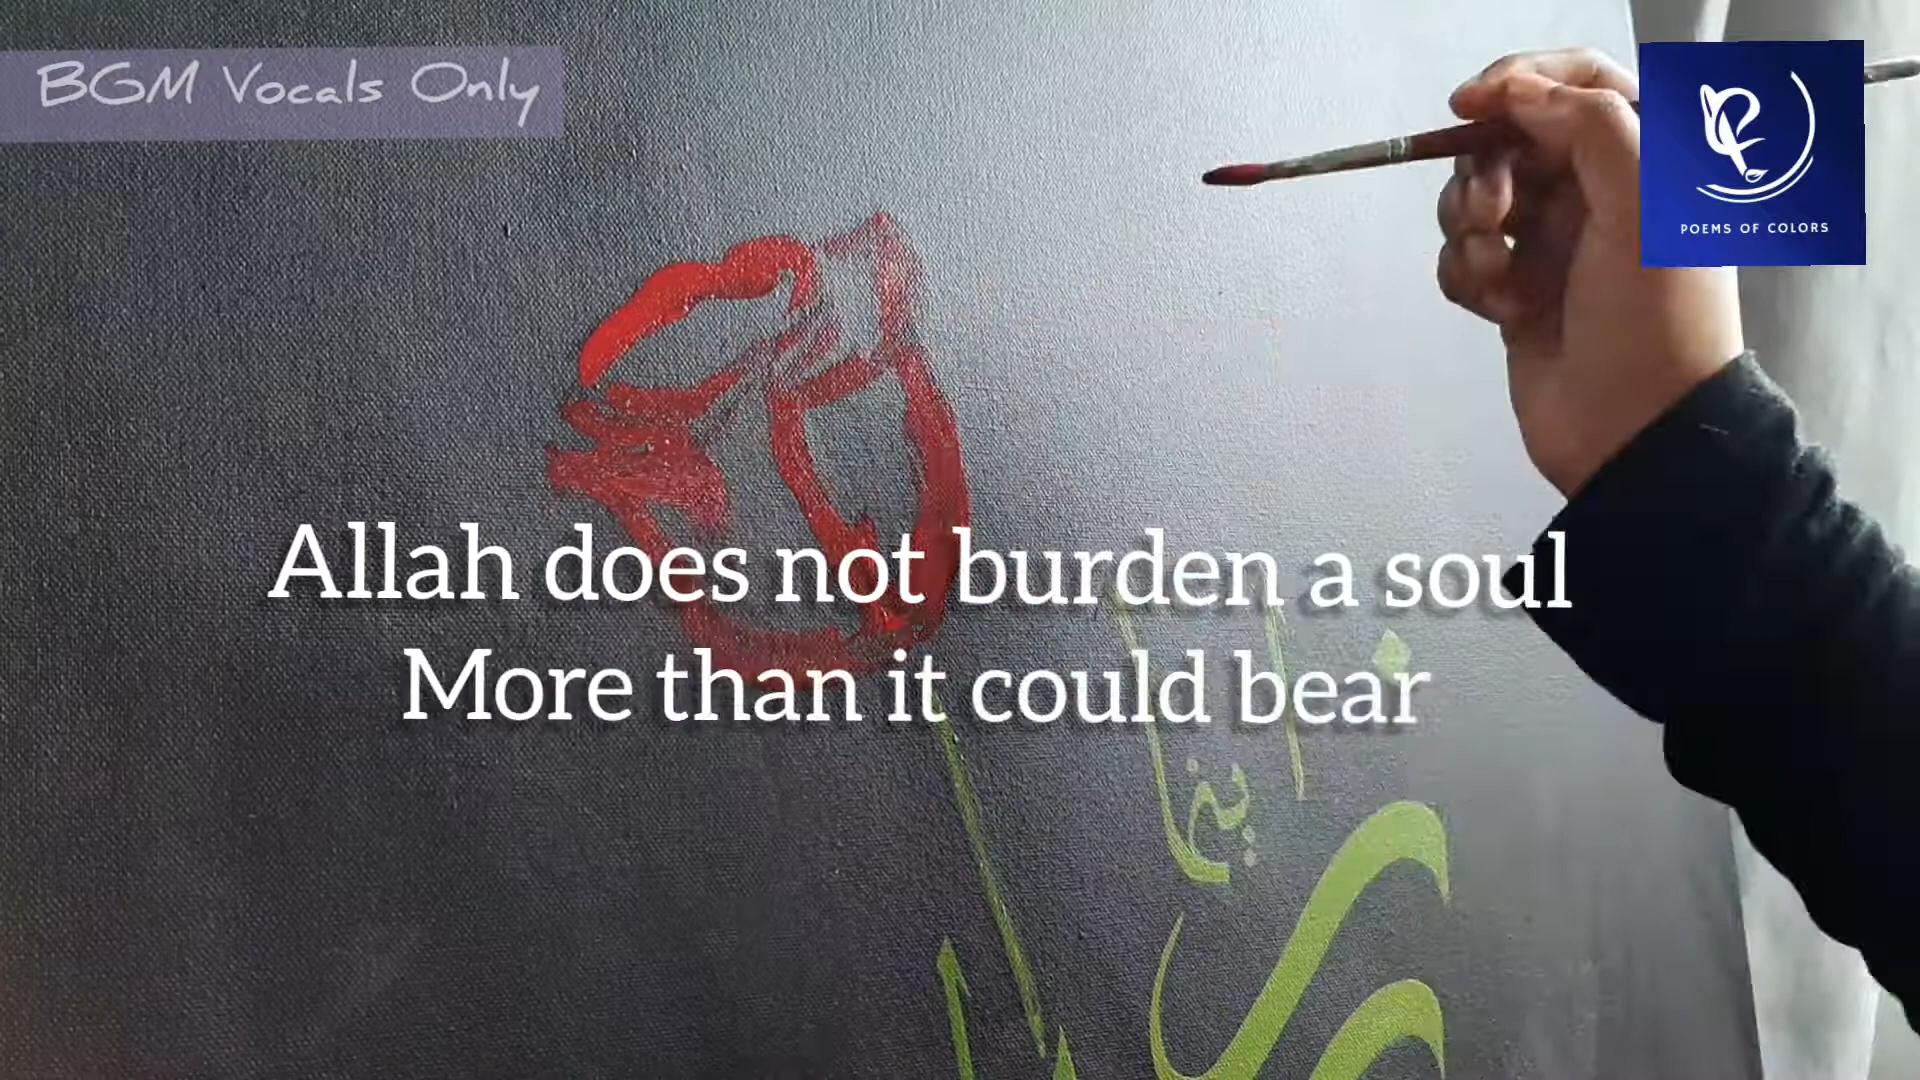 BGM Vocals Only
POEMS OF COLORS
Allah does not burden a soul
More than it could bear